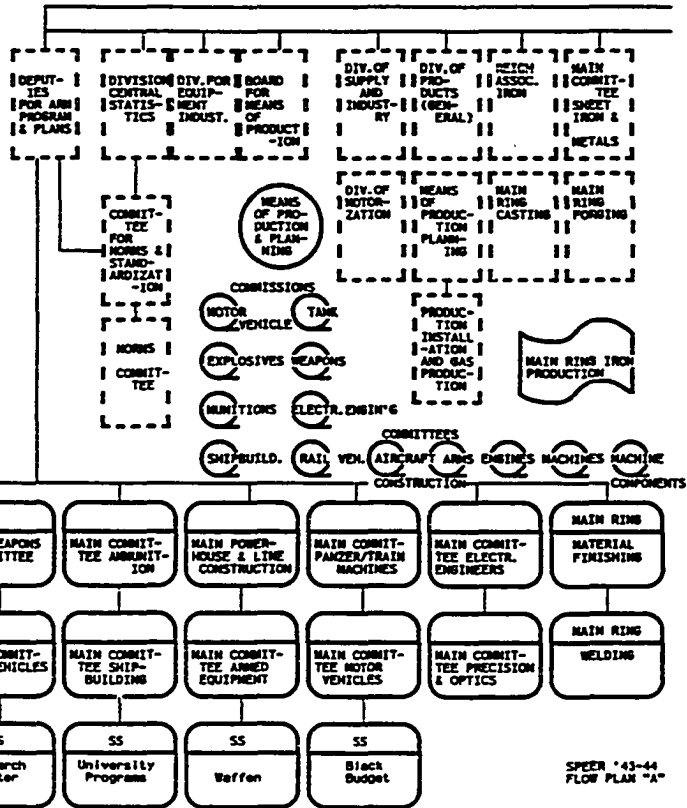 DEPUT-
IES
FOR ARM
PROGRAM
& PLANS
DIVISION
CENTRAL
STATIS-
TICS
DIV. FOR
EQUIP-
MENT
INDUST.
BOARD
FOR
MEANS
OF
PRODUCT
-ION
DIV. OF
SUPPLY
AND
INDUST-
RY
DIV. OF
PRO-
DUCTS
(GEN-
ERAL)
REICH
ASSOC.
IRON
MAIN
COMMIT-
TEE
SHEET
IRON &
METALS
COMMIT-
TEE
FOR
NORMS &
STAND-
ARDIZAT
-ION
MEANS
OF PRO-
DUCTION
& PLAN-
NING
DIV. OF
MOTOR-
ZATION
MEANS
OF
PRODUCTION
PLANN-
ING
MAIN
RING
CASTING
MAIN
RING
FORGING
NORMS
COMMIT-
TEE
COMMISSIONS
MOTOR
VEHICLE
TANK
EXPLOSIVES
WEAPONS
MUNITIONS
ELECTR. ENGIN'G
SHIPBUILD.
RAIL VEH.
PRODUC-
TION
INSTALL
-ATION
AND GAS
PRODUC-
TION
MAIN RING IRON
PRODUCTION
COMMITTEES
AIRCRAFT
ARMS
ENGINES
MACHINES
MACHINE
CONSTRUCTION
COMPONENTS
EAPONS
ITTEE
MAIN COMMIT-
TEE AMMUNIT-
ION
MAIN POWER-
HOUSE & LINE
CONSTRUCTION
MAIN COMMIT-
PANZER/TRAIN
MACHINES
MAIN COMMIT-
TEE ELECTR.
ENGINEERS
MAIN RING
MATERIAL
FINISHING
OMMIT-
EHICLES
MAIN COMMIT-
TEE SHIP-
BUILDING
MAIN COMMIT-
TEE ARMED
EQUIPMENT
MAIN COMMIT-
TEE MOTOR
VEHICLES
MAIN COMMIT-
TEE PRECISION
& OPTICS
MAIN RING
WELDING
S
arch
ter
SS
University
Programs
SS
Waffen
SS
Black
Budget
SPEER '43-44
FLOW PLAN "A"